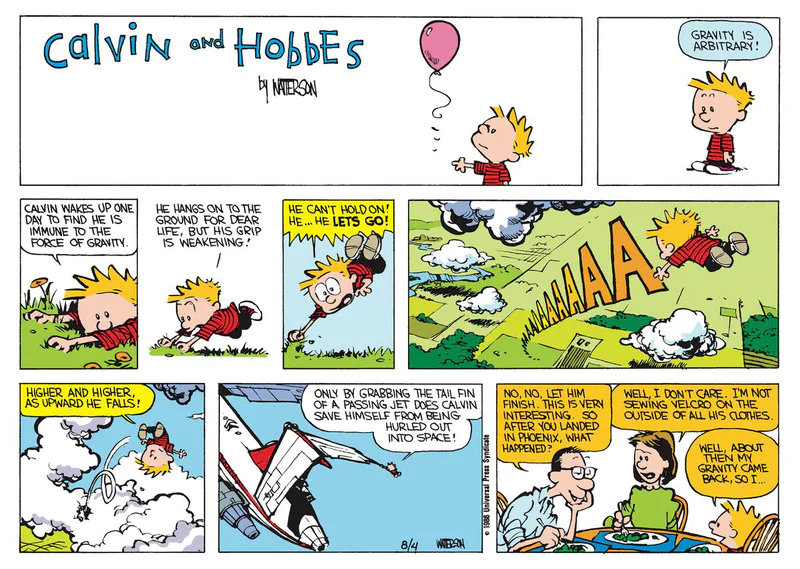 Calvin and Hobbes
by WATTERSON
GRAVITY IS
ARBITRARY!
CALVIN WAKES UP ONE
DAY TO FIND HE IS
IMMUNE TO THE
FORCE OF GRAVITY.
HE HANGS ON TO THE
GROUND FOR DEAR
LIFE, BUT HIS GRIP
IS WEAKENING!
HE CAN'T HOLD ON!
HE... HE LETS GO!
AAAAAAAA
HIGHER AND HIGHER,
AS UPWARD HE FALLS!
ONLY BY GRABBING THE TAIL FIN
OF A PASSING JET DOES CALVIN
SAVE HIMSELF FROM BEING
HURLED OUT
INTO SPACE!
8/4 WATTERSON
© 1986 Universal Press Syndicate
NO, NO, LET HIM
FINISH. THIS IS VERY
INTERESTING. SO
AFTER YOU LANDED
IN PHOENIX, WHAT
HAPPENED?
WELL, I DON'T CARE. I'M NOT
SEWING VELCRO ON THE
OUTSIDE OF ALL HIS CLOTHES.
WELL, ABOUT
THEN MY
GRAVITY CAME
BACK, SO I...